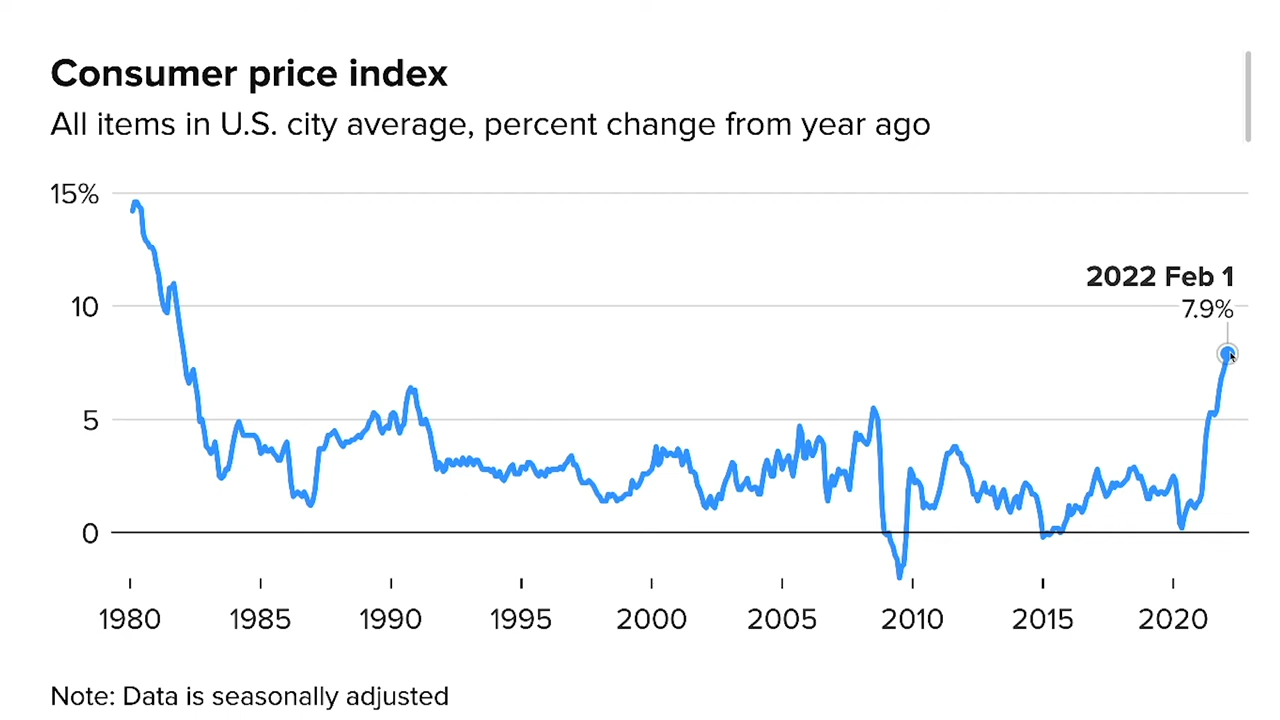 Consumer price index
All items in U.S. city average, percent change from year ago
15%
2022 Feb 1
10
7.9%
5
0
1980 1985 1990 1995 2000 2005 2010 2015 2020
Note: Data is seasonally adjusted